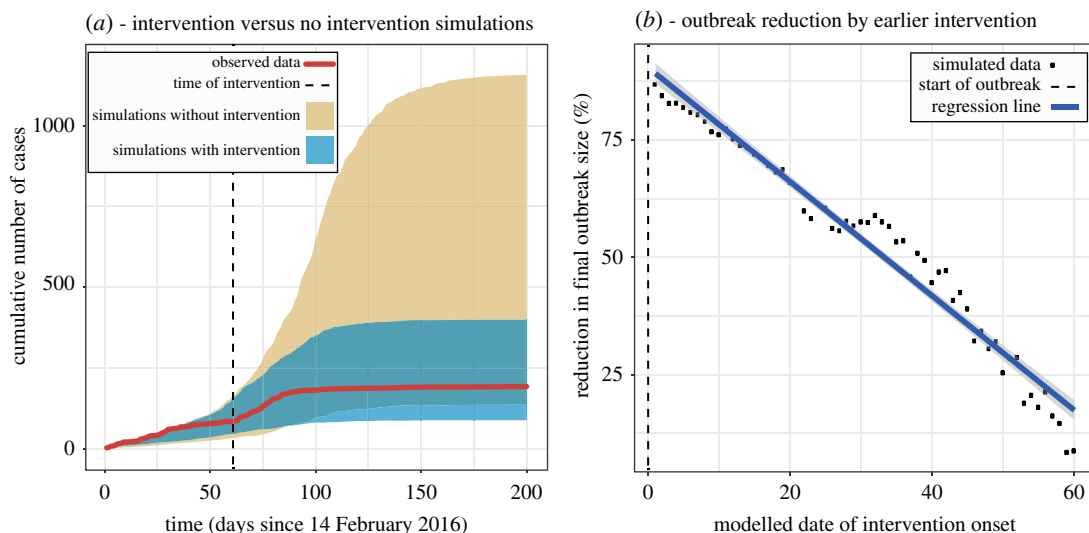 (a) - intervention versus no intervention simulations
observed data
time of intervention
simulations without intervention
simulations with intervention
1000
500
0
cumulative number of cases
0 50 100 150 200
time (days since 14 February 2016)
(b) - outbreak reduction by earlier intervention
simulated data
start of outbreak
regression line
75
50
25
reduction in final outbreak size (%)
0 20 40 60
modelled date of intervention onset